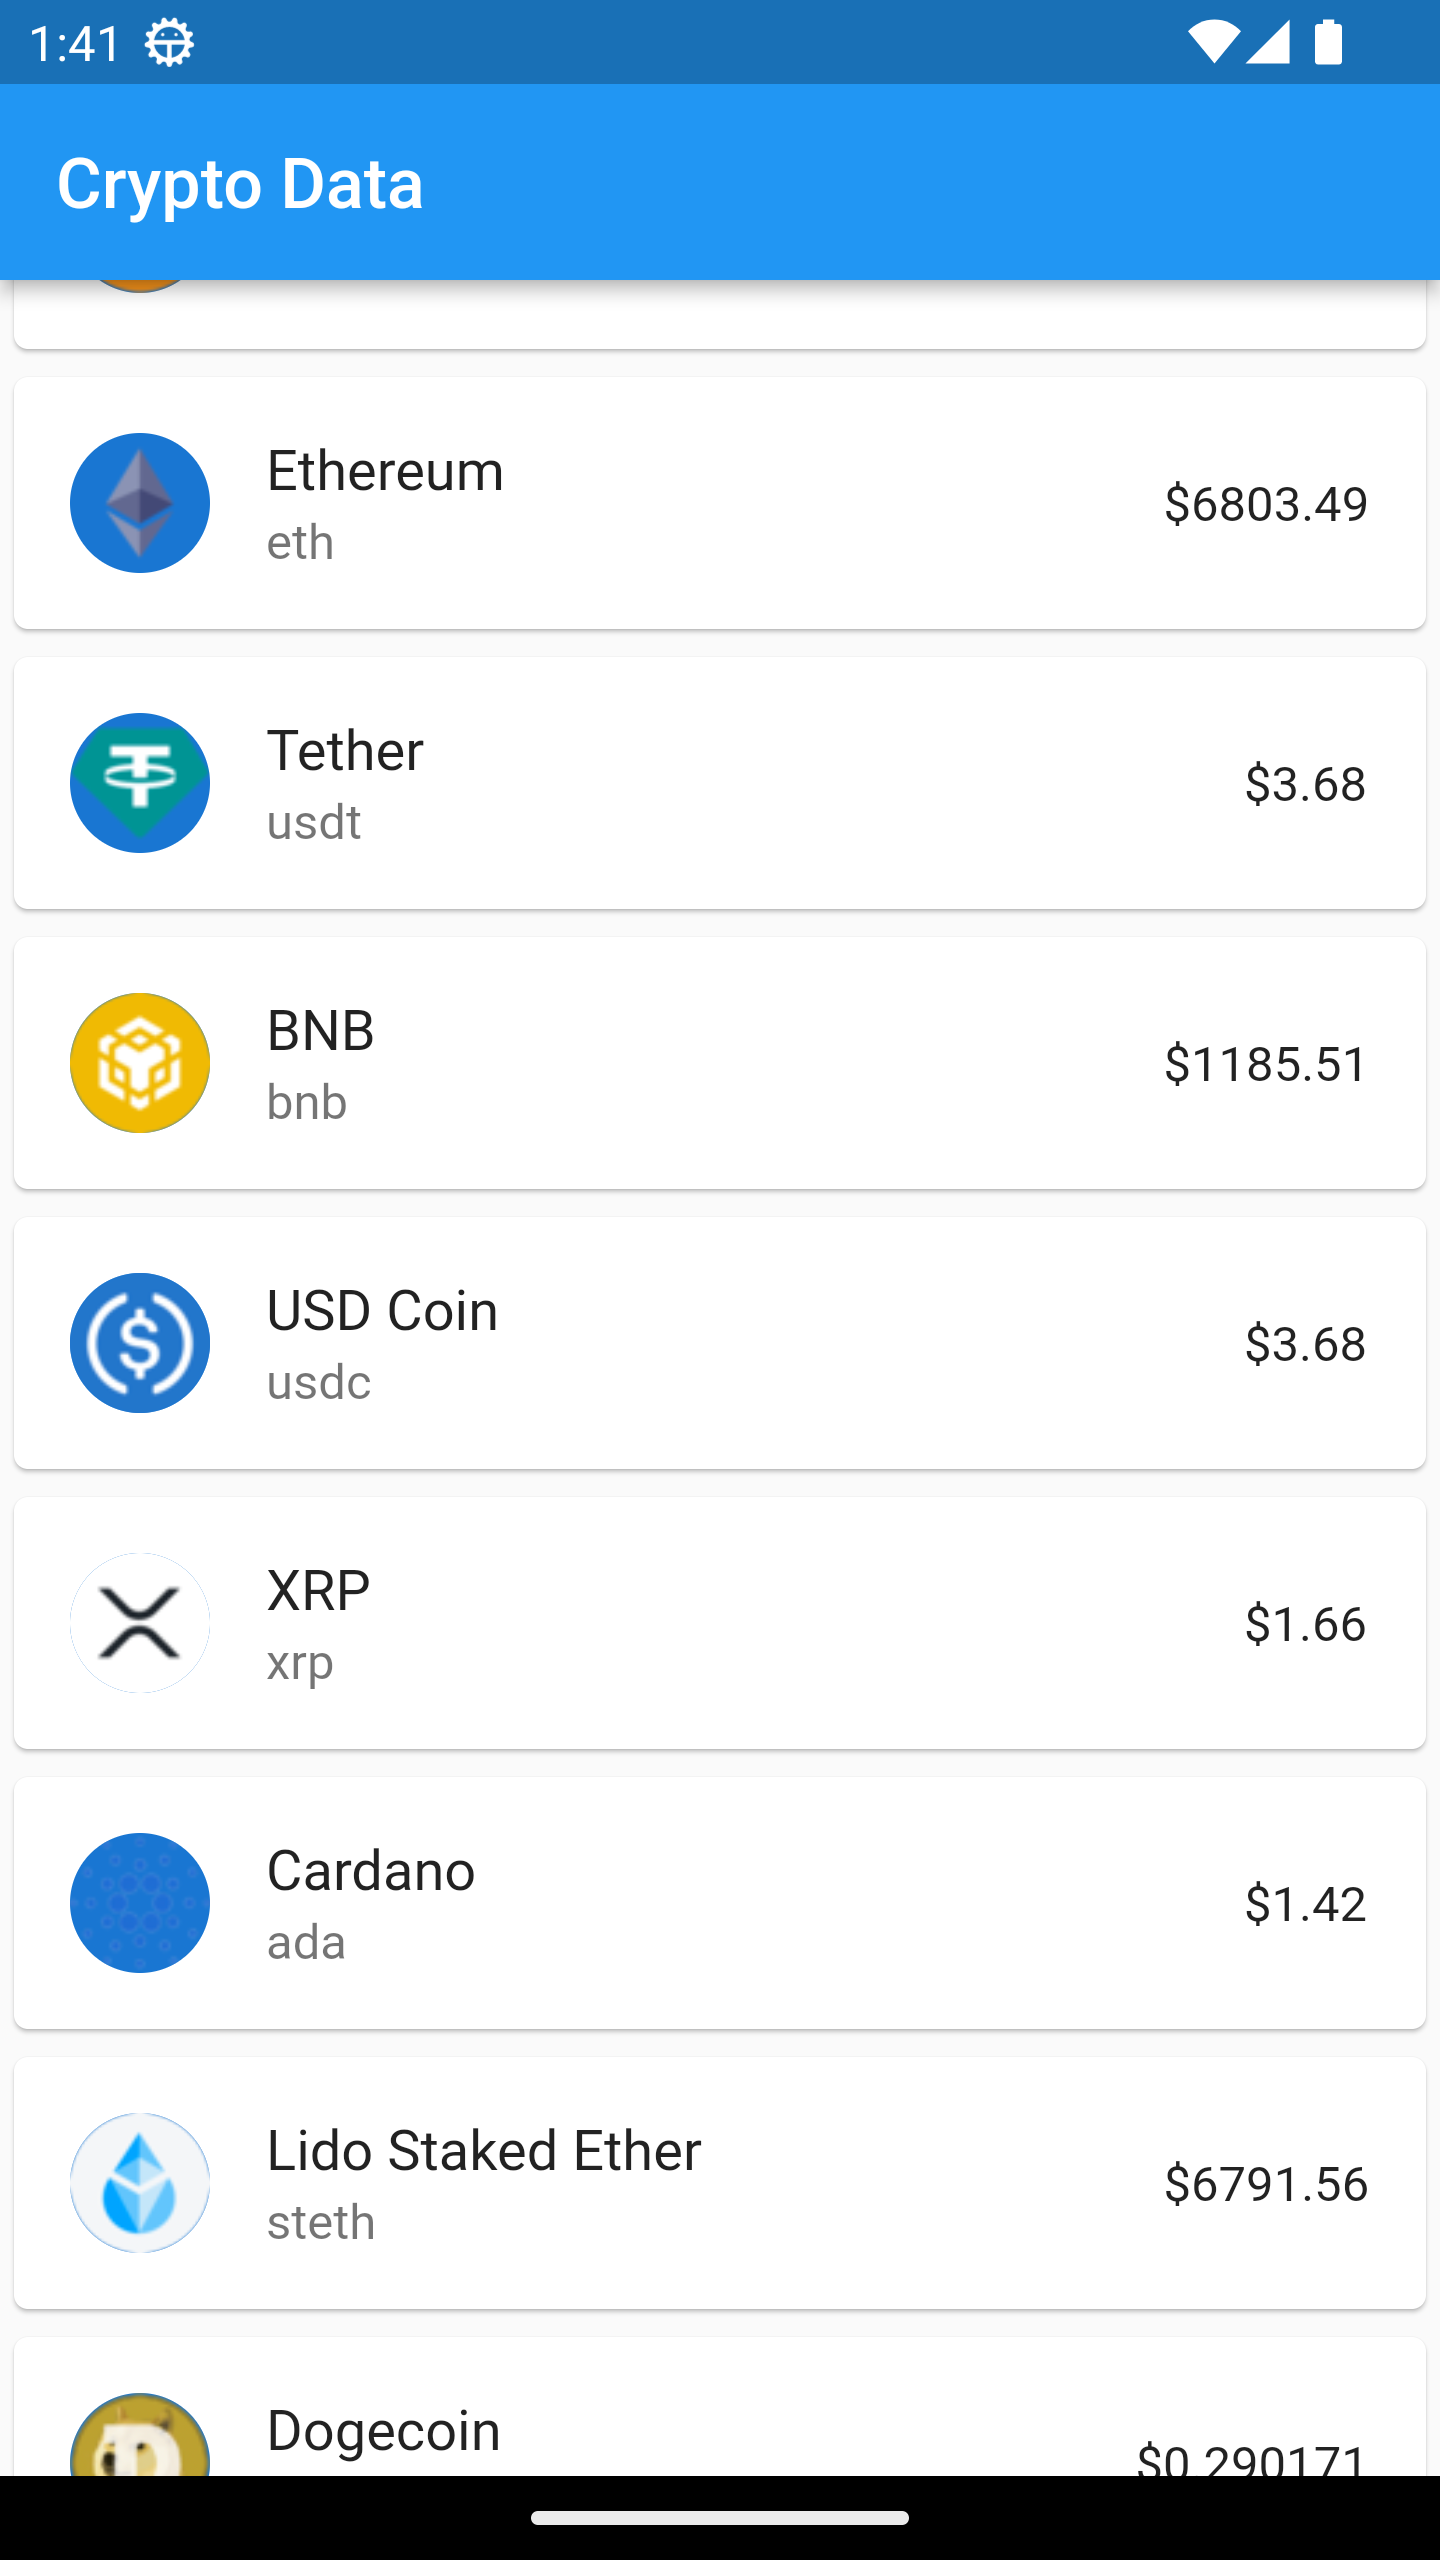 1:41
Crypto Data
Ethereum
eth
$6803.49
Tether
usdt
$3.68
BNB
bnb
$1185.51
USD Coin
usdc
$3.68
XRP
xrp
$1.66
Cardano
ada
$1.42
Lido Staked Ether
steth
$6791.56
Dogecoin
$0.290171